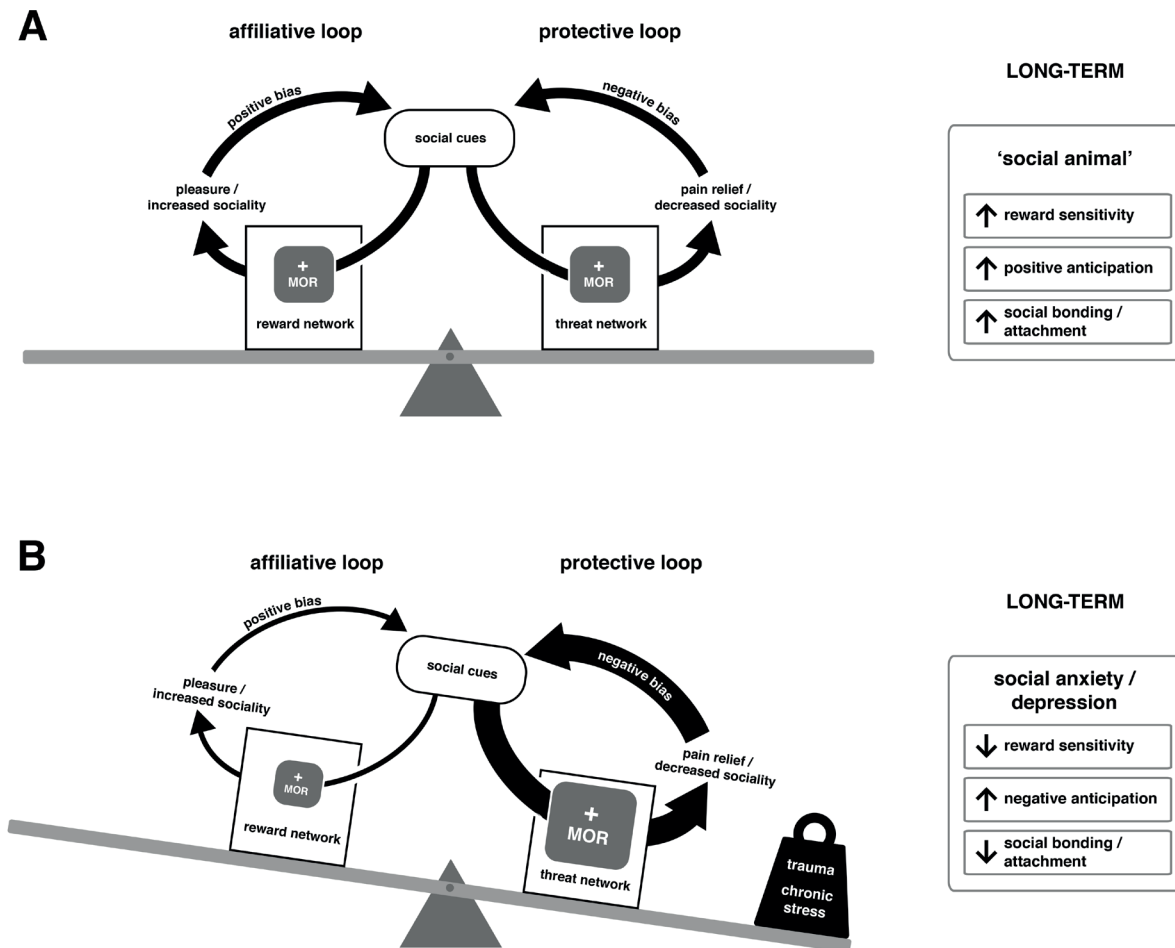 A
affiliative loop
protective loop
LONG-TERM
positive bias
negative bias
social cues
pleasure /
increased sociality
pain relief /
decreased sociality
+
MOR
reward network
+
MOR
threat network
‘social animal’
↑ reward sensitivity
↑ positive anticipation
↑ social bonding /
attachment
B
affiliative loop
protective loop
LONG-TERM
positive bias
negative bias
social cues
pleasure /
increased sociality
pain relief /
decreased sociality
+
MOR
reward network
+
MOR
threat network
trauma
chronic
stress
social anxiety /
depression
↓ reward sensitivity
↑ negative anticipation
↓ social bonding /
attachment